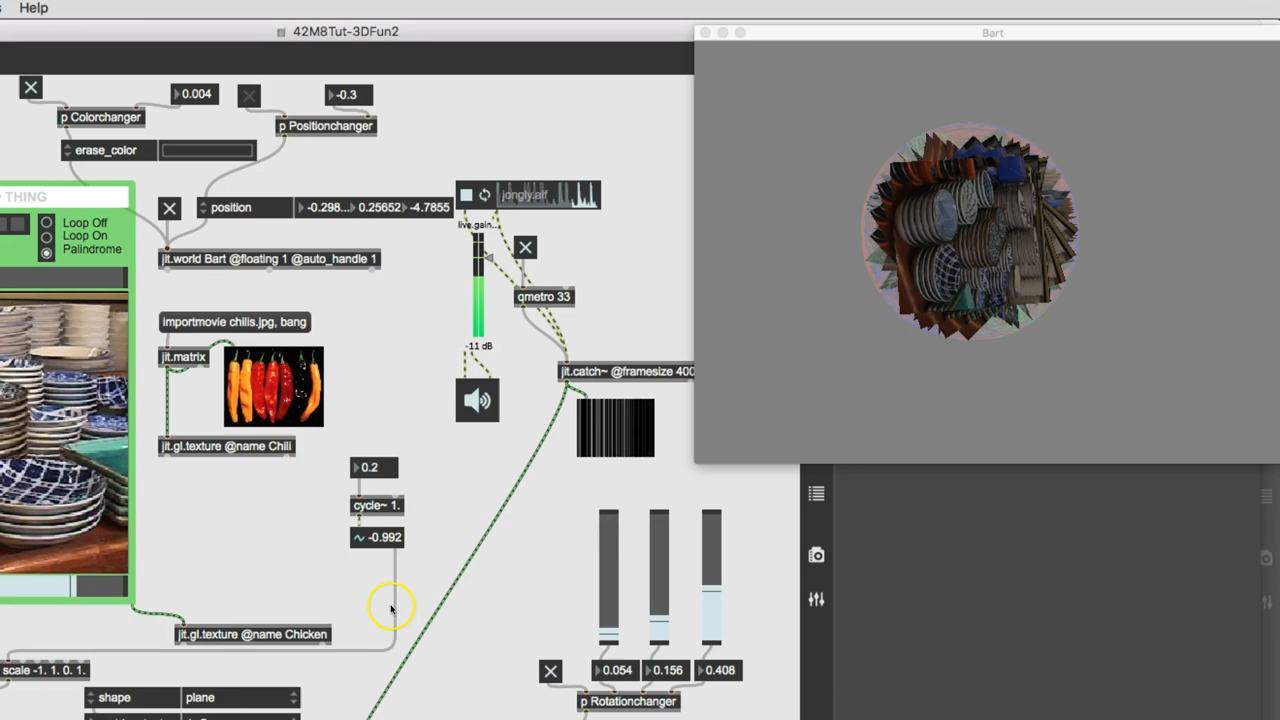 Help
42M8Tut-3DFun2
Bart
0.004
-0.3
p Colorchanger
p Positionchanger
erase_color
THING
position
-0.298...
0.25652
-4.7855
jongly.aif
Loop Off
Loop On
Palindrome
live.gain...
jit.world Bart @floating 1 @auto_handle 1
qmetro 33
importmovie chilis.jpg, bang
-11 dB
jit.matrix
jit.catch~ @framesize 400
jit.gl.texture @name Chili
0.2
cycle~ 1.
-0.992
jit.gl.texture @name Chicken
scale -1. 1. 0. 1.
0.054
0.156
0.408
shape
plane
p Rotationchanger